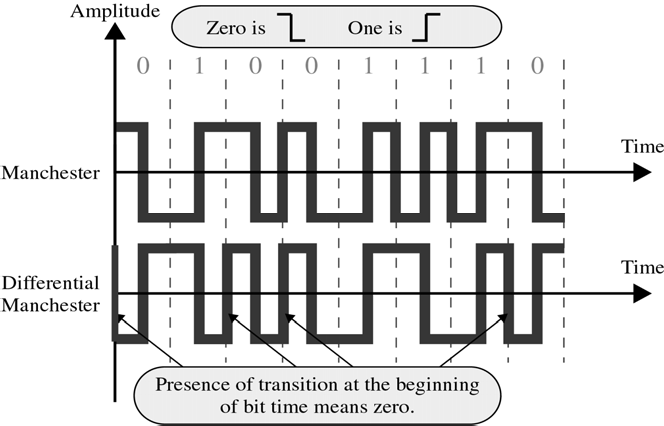 Amplitude
Zero is One is
0 1 0 0 1 1 1 0
Time
Manchester
Time
Differential
Manchester
Presence of transition at the beginning
of bit time means zero.